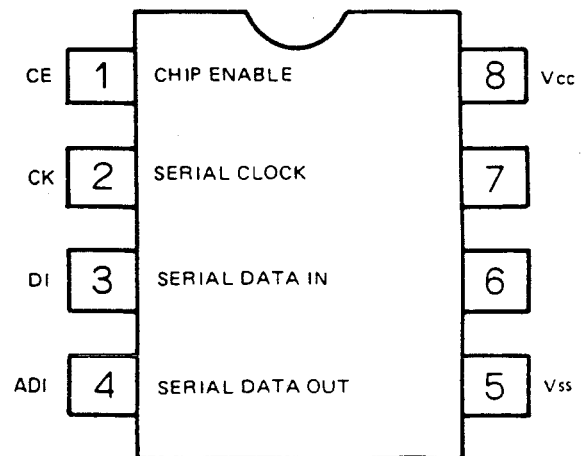 CE 1 CHIP ENABLE 8 Vcc
CK 2 SERIAL CLOCK 7
DI 3 SERIAL DATA IN 6
ADI 4 SERIAL DATA OUT 5 Vss